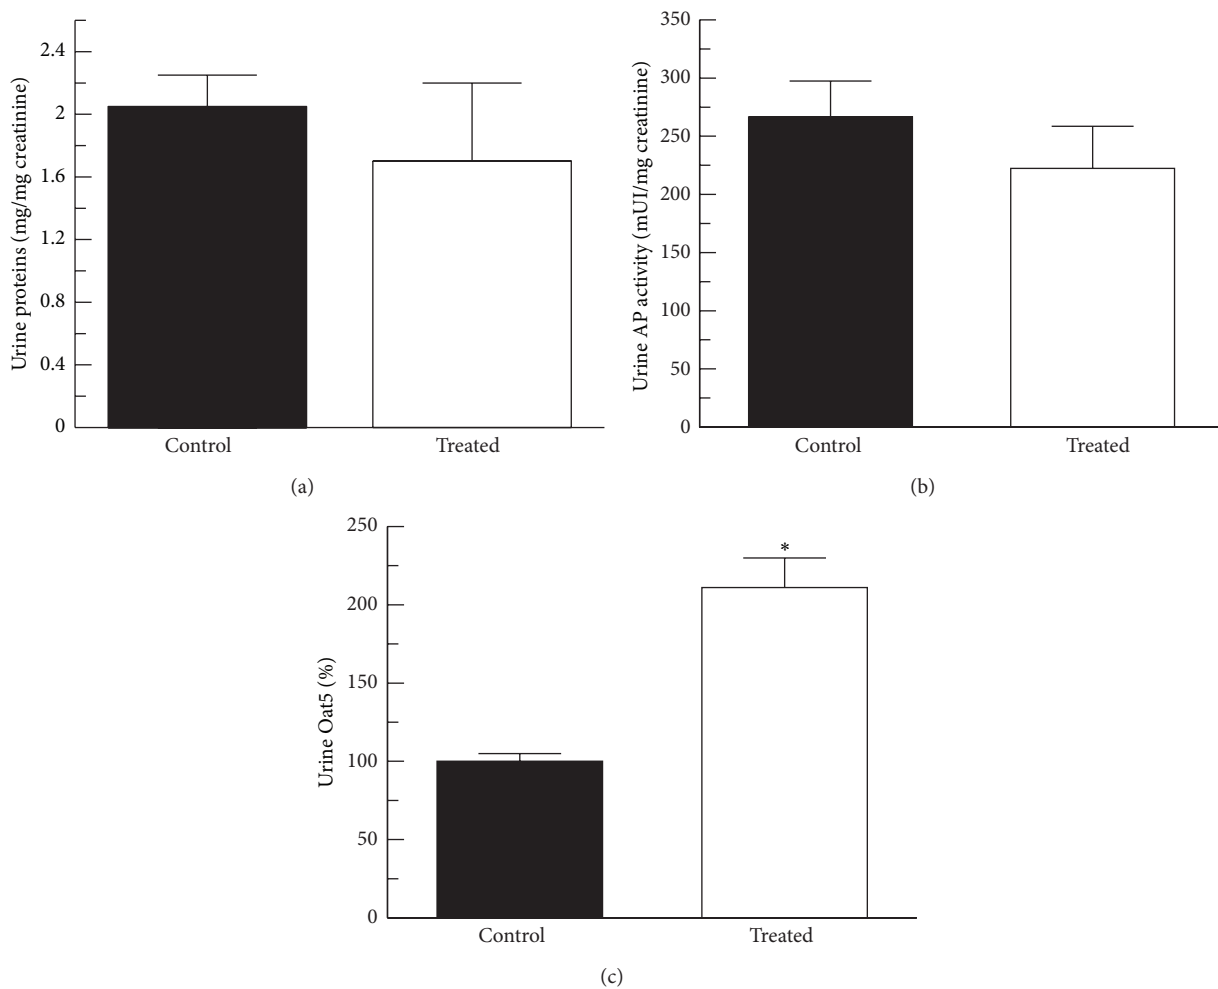 Urine proteins (mg/mg creatinine)
2.4
2
1.6
1.2
0.8
0.4
0
Control Treated
(a)
Urine AP activity (mUI/mg creatinine)
350
300
250
200
250
100
50
0
Control Treated
(b)
Urine Oat5 (%)
250
200
150
100
50
0
*
Control Treated
(c)